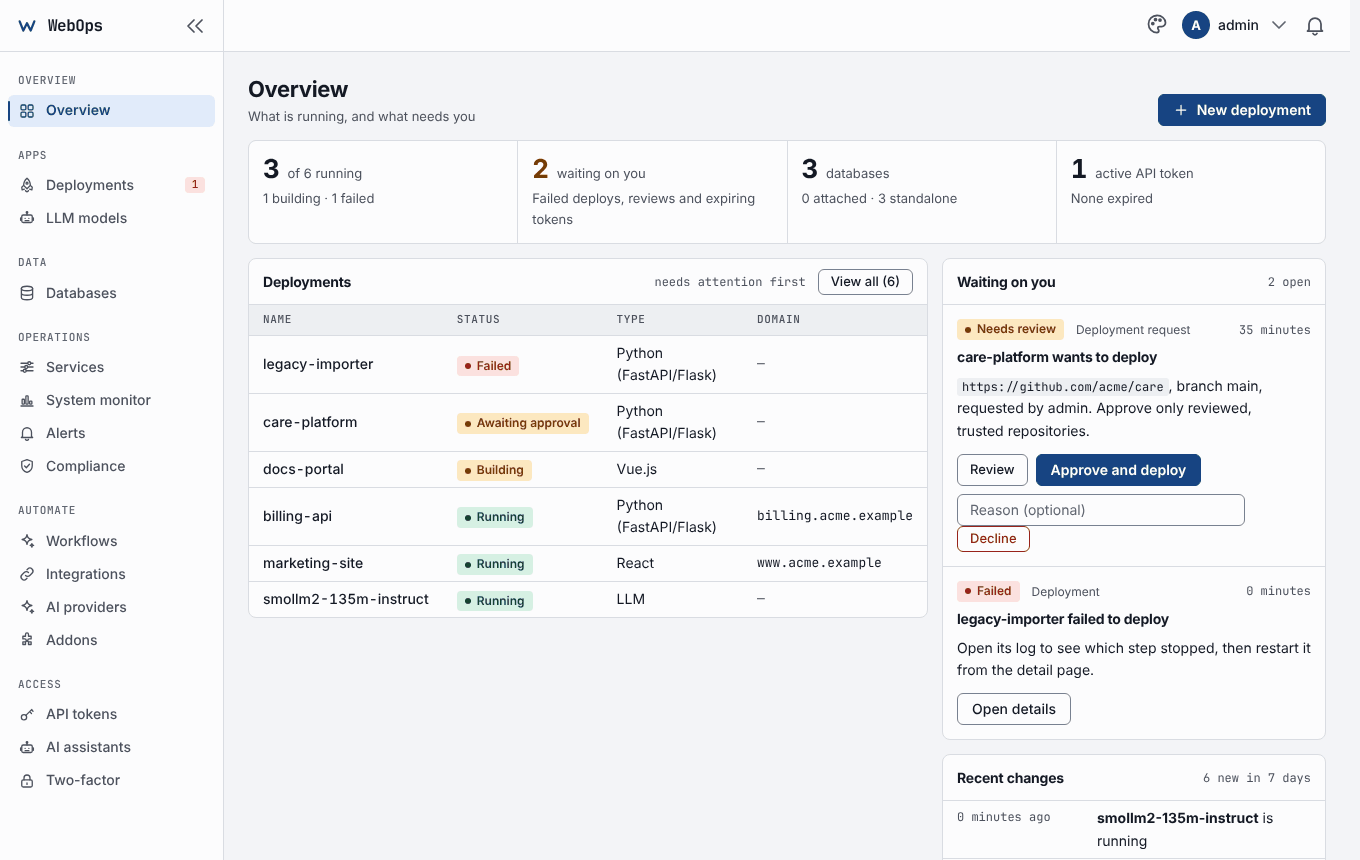 WebOps
OVERVIEW
Overview
APPS
Deployments 1
LLM models
DATA
Databases
OPERATIONS
Services
System monitor
Alerts
Compliance
AUTOMATE
Workflows
Integrations
AI providers
Addons
ACCESS
API tokens
AI assistants
Two-factor
A admin
Overview
What is running, and what needs you
New deployment
3 of 6 running
1 building · 1 failed
2 waiting on you
Failed deploys, reviews and expiring
tokens
3 databases
0 attached · 3 standalone
1 active API token
None expired
Deployments needs attention first View all (6)
NAME STATUS TYPE DOMAIN
legacy-importer Failed Python
(FastAPI/Flask) —
care-platform Awaiting approval Python
(FastAPI/Flask) —
docs-portal Building Vue.js —
billing-api Running Python
(FastAPI/Flask) billing.acme.example
marketing-site Running React www.acme.example
smollm2-135m-instruct Running LLM —
Waiting on you 2 open
Needs review Deployment request 35 minutes
care-platform wants to deploy
https://github.com/acme/care, branch main,
requested by admin. Approve only reviewed,
trusted repositories.
Review Approve and deploy
Reason (optional)
Decline
Failed Deployment 0 minutes
legacy-importer failed to deploy
Open its log to see which step stopped, then restart it
from the detail page.
Open details
Recent changes 6 new in 7 days
0 minutes ago smollm2-135m-instruct is
running